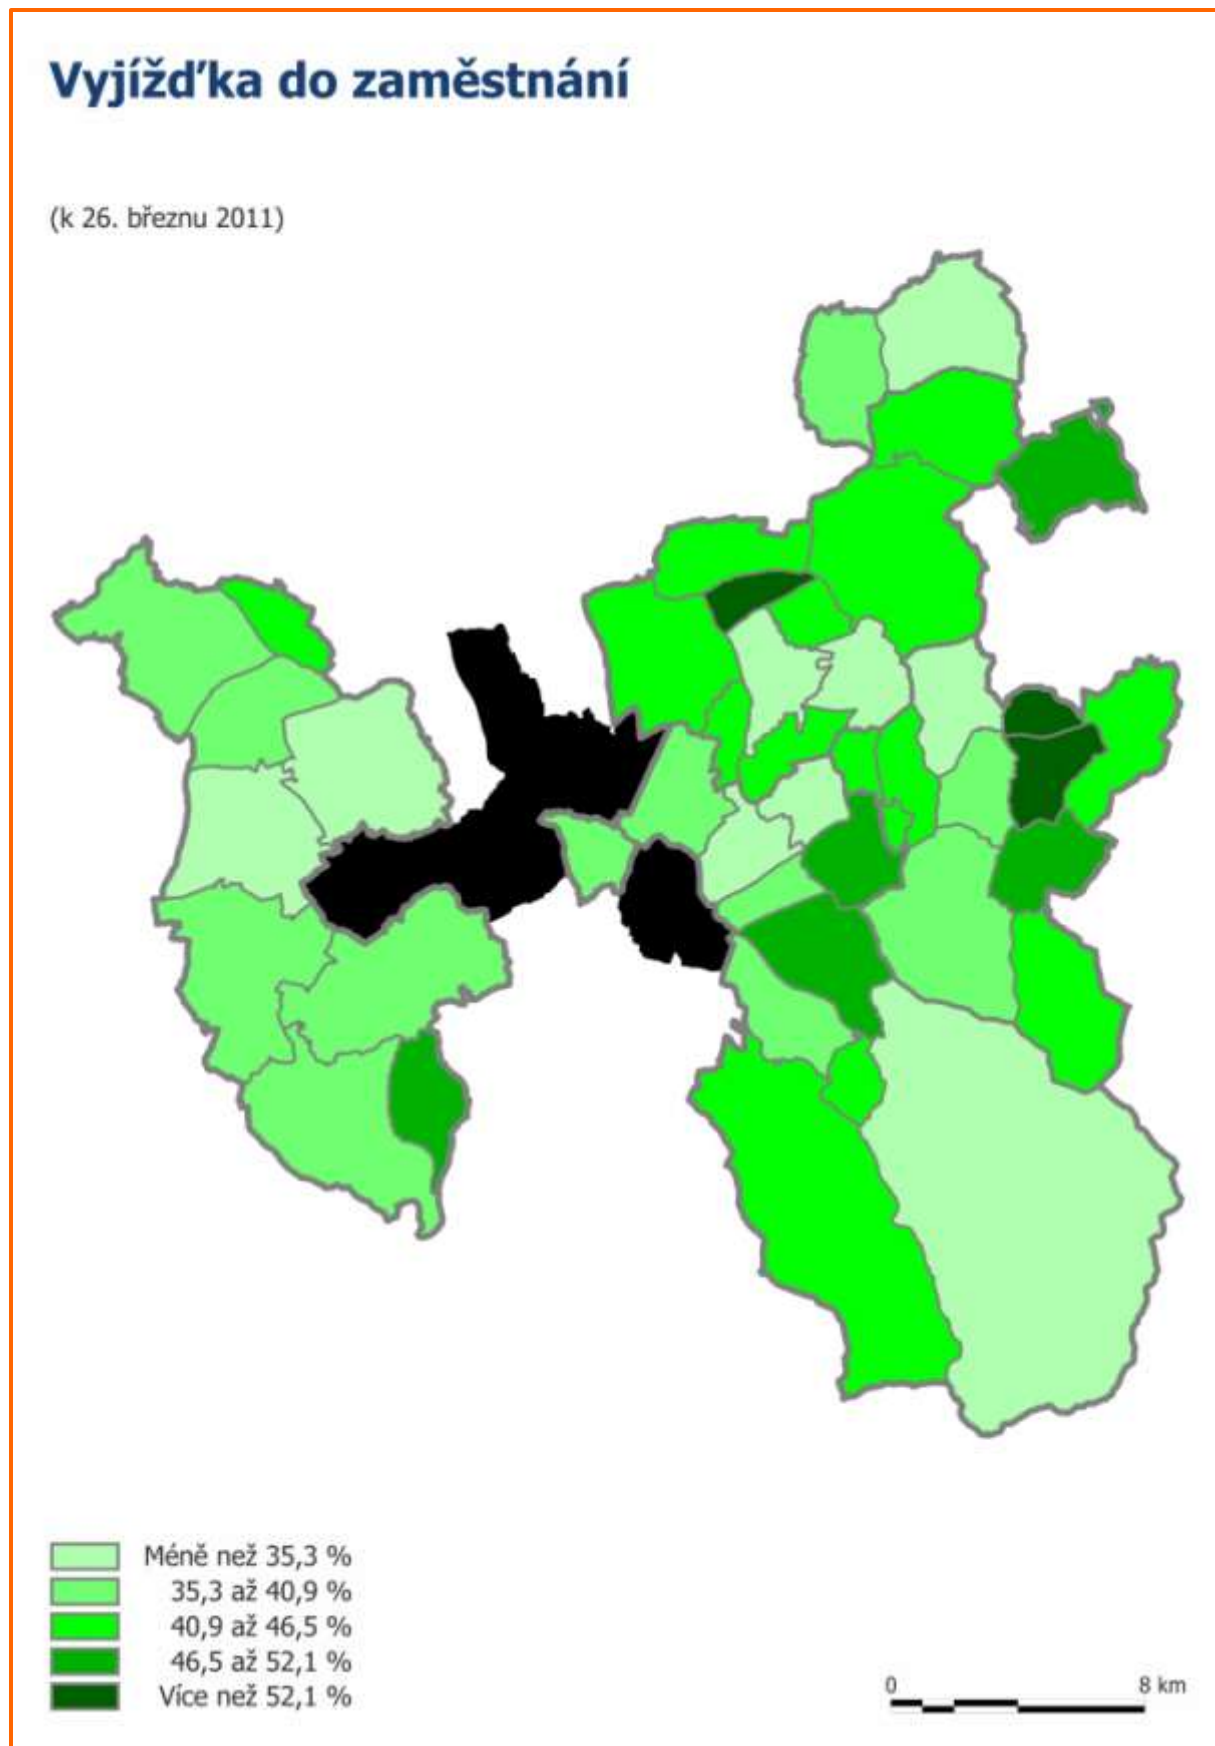 Vyjížďka do zaměstnání
(k 26. březnu 2011)
Méně než 35,3 %
35,3 až 40,9 %
40,9 až 46,5 %
46,5 až 52,1 %
Více než 52,1 %
0 8 km